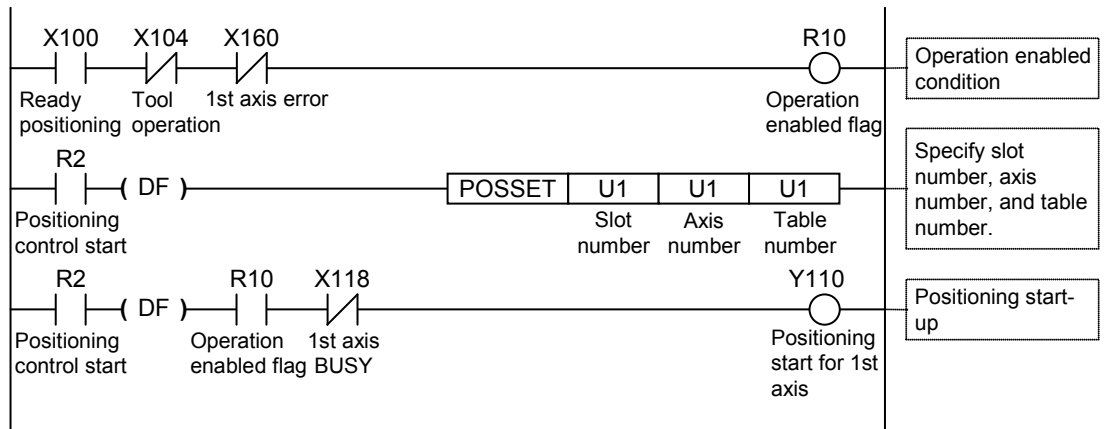 X100 X104 X160 R10
Ready positioning Tool operation 1st axis error Operation enabled flag
Operation enabled condition
R2
( DF ) POSSET U1 U1 U1
Positioning control start Slot number Axis number Table number
Specify slot number, axis number, and table number.
R2 R10 X118 Y110
( DF )
Positioning control start Operation enabled flag 1st axis BUSY Positioning start for 1st axis
Positioning start-up